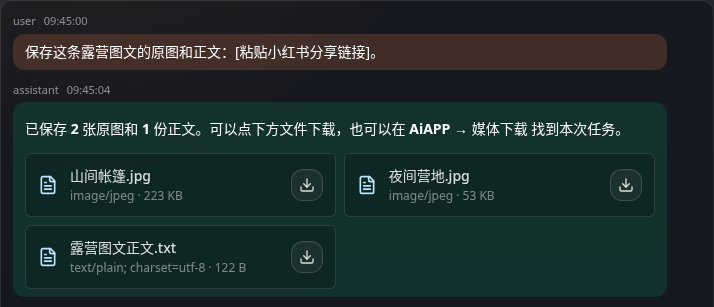 user 09:45:00
保存这条露营图文的原图和正文：[粘贴小红书分享链接]。
assistant 09:45:04
已保存 2 张原图和 1 份正文。可以点下方文件下载，也可以在 AiAPP → 媒体下载 找到本次任务。
山间帐篷.jpg
image/jpeg · 223 KB
夜间营地.jpg
image/jpeg · 53 KB
露营图文正文.txt
text/plain; charset=utf-8 · 122 B